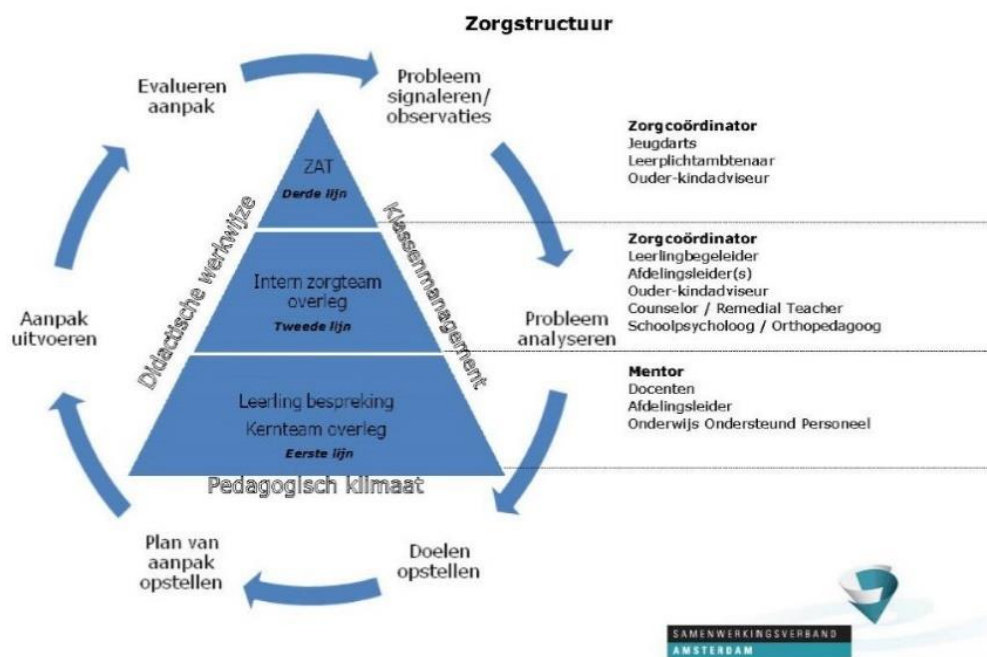 Zorgstructuur
Evalueren
aanpak
Probleem
signaleren/
observaties
Probleem
analyseren
Doelen
opstellen
Plan van
aanpak
opstellen
Aanpak
uitvoeren
ZAT
Derde lijn
Intern zorgteam
overleg
Tweede lijn
Leerling bespreking
Kernteam overleg
Eerste lijn
Didactische werkwijze
Klassenmanagement
Pedagogisch klimaat
Zorgcoördinator
Jeugdarts
Leerplichtambtenaar
Ouder-kindadviseur
Zorgcoördinator
Leerlingbegeleider
Afdelingsleider(s)
Ouder-kindadviseur
Counselor / Remedial Teacher
Schoolpsycholoog / Orthopedagoog
Mentor
Docenten
Afdelingsleider
Onderwijs Ondersteund Personeel
SAMENWERKINGSVERBAND
AMSTERDAM